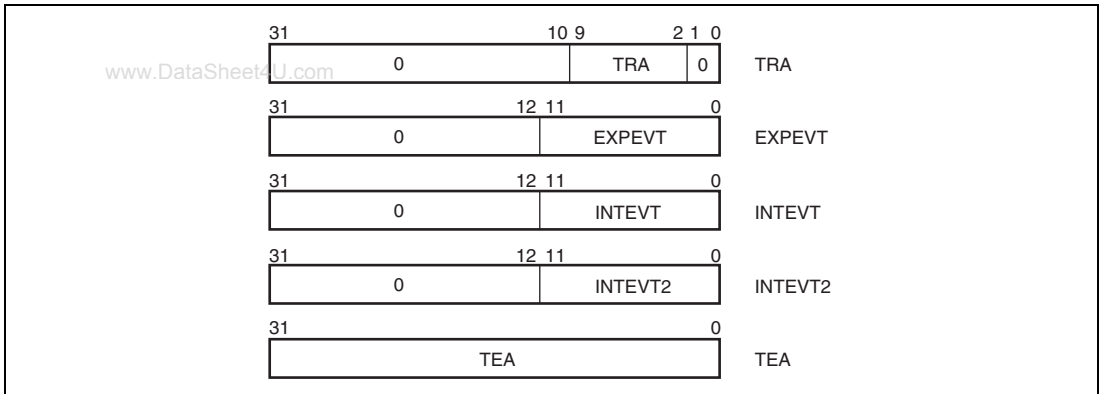 31 10 9 2 1 0
www.DataSheet4U.com
0 TRA 0 TRA
31 12 11 0
0 EXPEVT EXPEVT
31 12 11 0
0 INTEVT INTEVT
31 12 11 0
0 INTEVT2 INTEVT2
31 0
TEA TEA